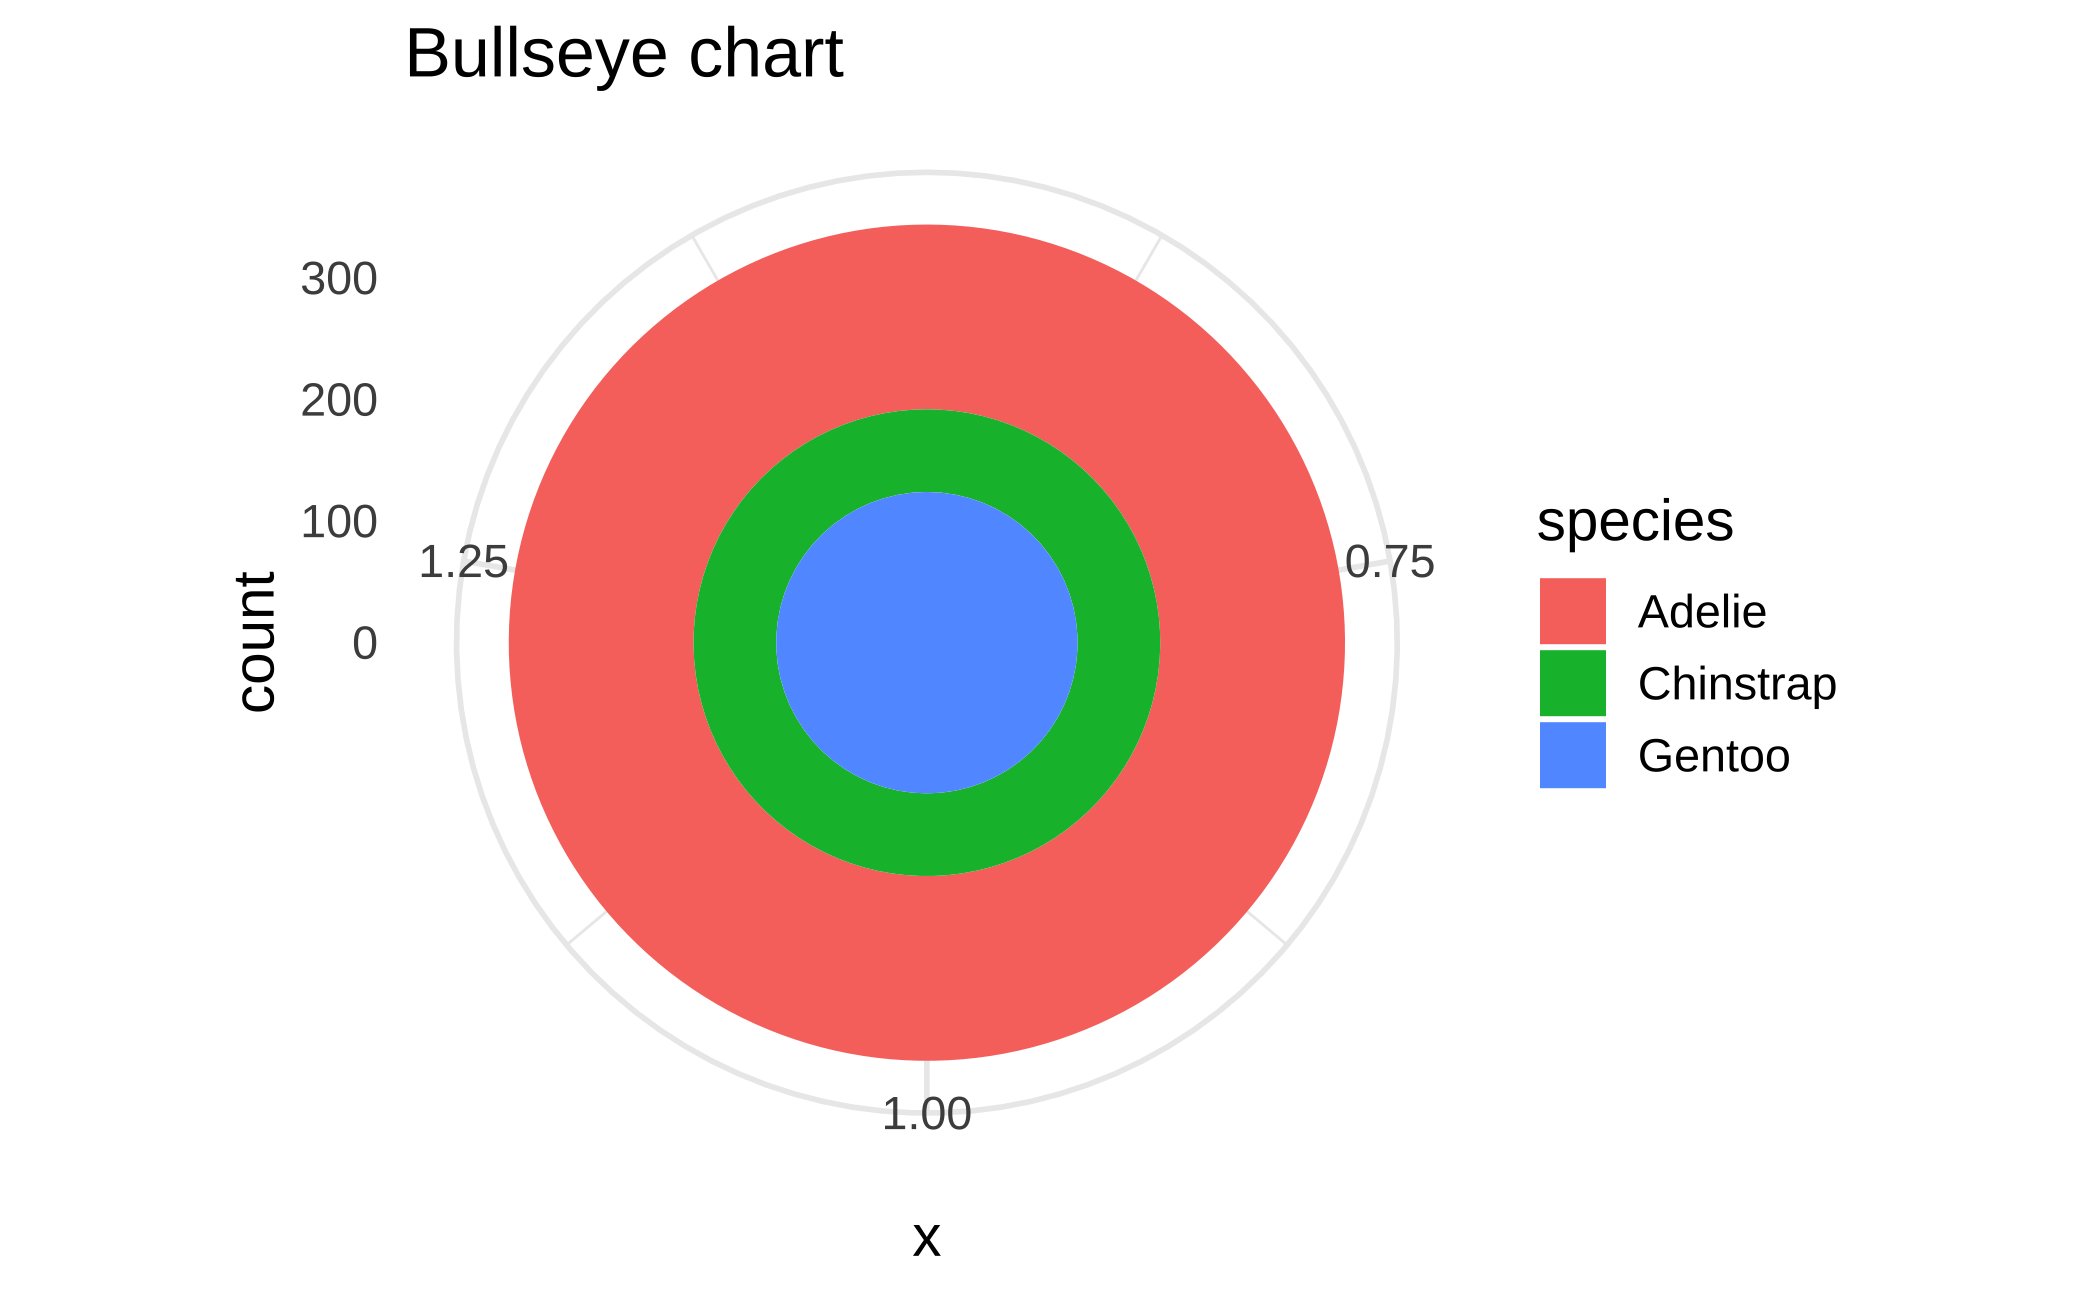 Bullseye chart
300
200
100
0
count
1.25
0.75
1.00
x
species
Adelie
Chinstrap
Gentoo